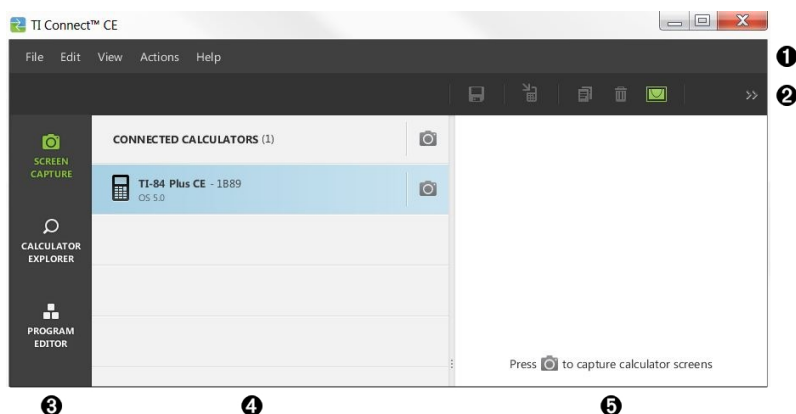 TI Connect™ CE
File Edit View Actions Help
❶
❷
SCREEN
CAPTURE
CONNECTED CALCULATORS (1)
TI-84 Plus CE - 1B89
OS 5.0
CALCULATOR
EXPLORER
PROGRAM
EDITOR
Press to capture calculator screens
❸ ❹ ❺